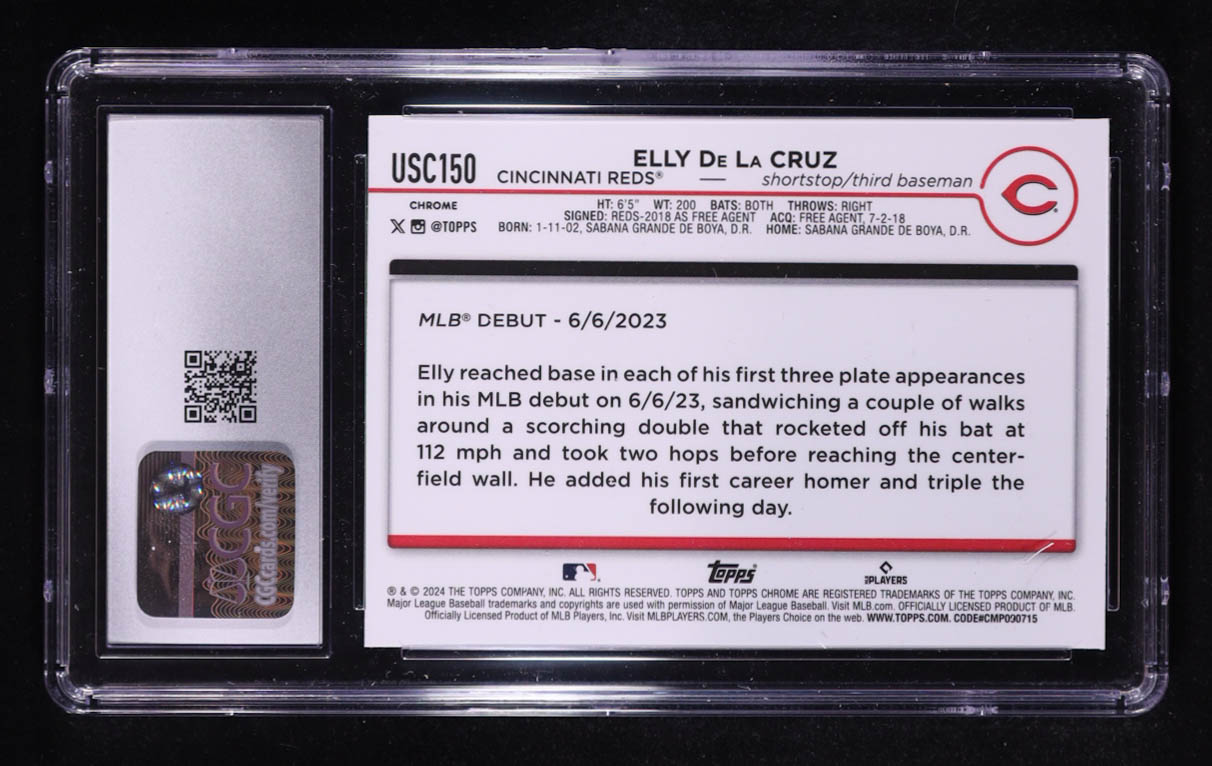 USC150
ELLY DE LA CRUZ
CINCINNATI REDS®
shortstop/third baseman
CHROME
@TOPPS
HT: 6'5" WT: 200 BATS: BOTH THROWS: RIGHT
SIGNED: REDS-2018 AS FREE AGENT ACQ: FREE AGENT, 7-2-18
BORN: 1-11-02, SABANA GRANDE DE BOYA, D.R. HOME: SABANA GRANDE DE BOYA, D.R.
MLB® DEBUT - 6/6/2023
Elly reached base in each of his first three plate appearances
in his MLB debut on 6/6/23, sandwiching a couple of walks
around a scorching double that rocketed off his bat at
112 mph and took two hops before reaching the center-
field wall. He added his first career homer and triple the
following day.
Topps
MLBPLAYERS
® & © 2024 THE TOPPS COMPANY, INC. ALL RIGHTS RESERVED. TOPPS AND TOPPS CHROME ARE REGISTERED TRADEMARKS OF THE TOPPS COMPANY, INC.
Major League Baseball trademarks and copyrights are used with permission of Major League Baseball. Visit MLB.com. OFFICIALLY LICENSED PRODUCT OF MLB.
Officially Licensed Product of MLB Players, Inc. Visit MLBPLAYERS.COM, the Players Choice on the web. WWW.TOPPS.COM. CODE#CMP090715
CGC
CGCcards.com/verify